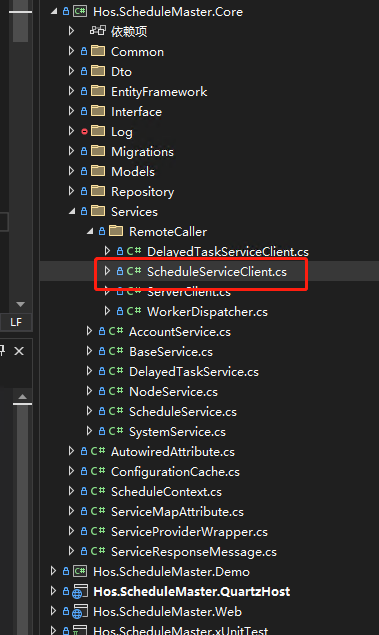 Hos.ScheduleMaster.Core
依赖项
Common
Dto
EntityFramework
Interface
Log
Migrations
Models
Repository
Services
RemoteCaller
DelayedTaskServiceClient.cs
ScheduleServiceClient.cs
ServerClient.cs
WorkerDispatcher.cs
LF
AccountService.cs
BaseService.cs
DelayedTaskService.cs
NodeService.cs
ScheduleService.cs
SystemService.cs
AutowiredAttribute.cs
ConfigurationCache.cs
ScheduleContext.cs
ServiceMapAttribute.cs
ServiceProviderWrapper.cs
ServiceResponseMessage.cs
Hos.ScheduleMaster.Demo
Hos.ScheduleMaster.QuartzHost
Hos.ScheduleMaster.Web
Hos.ScheduleMaster.xUnitTest